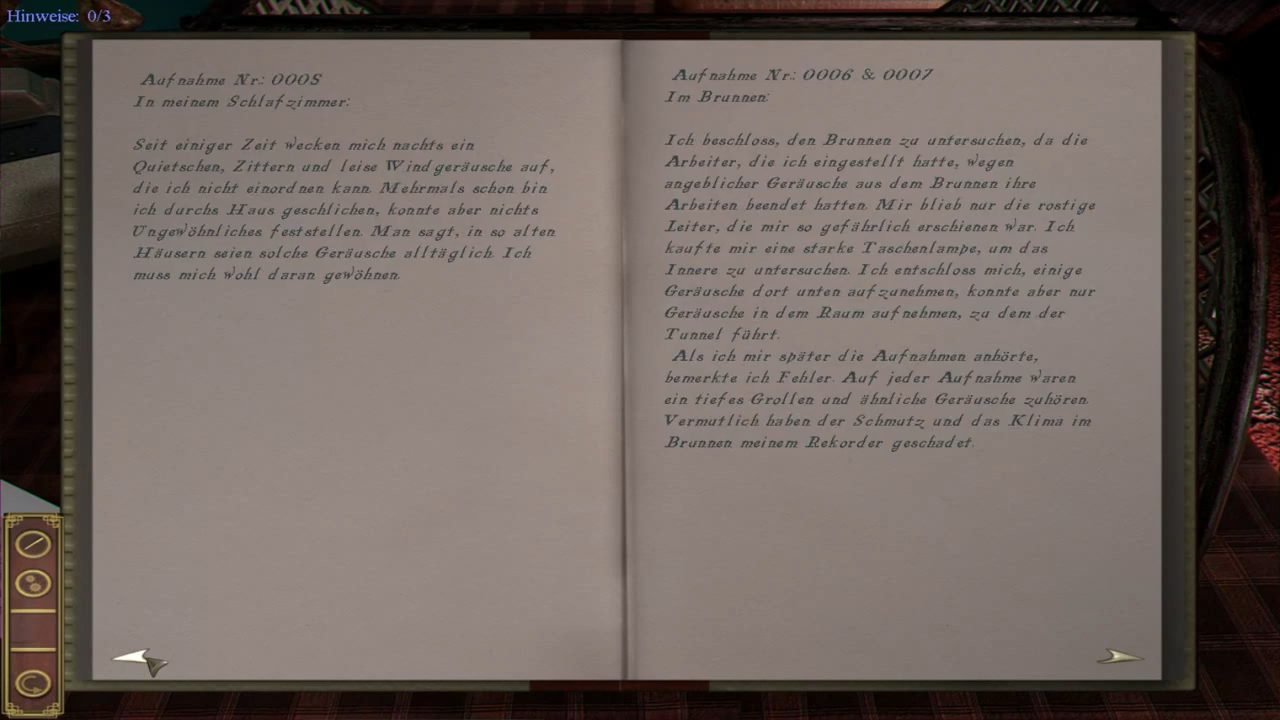 Hinweise: 0/3
Aufnahme Nr.: 0005
In meinem Schlafzimmer:
Seit einiger Zeit wecken mich nachts ein
Quietschen, Zittern und leise Windgeräusche auf,
die ich nicht einordnen kann. Mehrmals schon bin
ich durchs Haus geschlichen, konnte aber nichts
Ungewöhnliches feststellen. Man sagt, in so alten
Häusern seien solche Geräusche alltäglich. Ich
muss mich wohl daran gewöhnen.
Aufnahme Nr.: 0006 & 0007
Im Brunnen:
Ich beschloss, den Brunnen zu untersuchen, da die
Arbeiter, die ich eingestellt hatte, wegen
angeblicher Geräusche aus dem Brunnen ihre
Arbeiten beendet hatten. Mir blieb nur die rostige
Leiter, die mir so gefährlich erschienen war. Ich
kaufte mir eine starke Taschenlampe, um das
Innere zu untersuchen. Ich entschloss mich, einige
Geräusche dort unten aufzunehmen, konnte aber nur
Geräusche in dem Raum aufnehmen, zu dem der
Tunnel führt.
Als ich mir später die Aufnahmen anhörte,
bemerkte ich Fehler. Auf jeder Aufnahme waren
ein tiefes Grollen und ähnliche Geräusche zuhören.
Vermutlich haben der Schmutz und das Klima im
Brunnen meinem Rekorder geschadet.